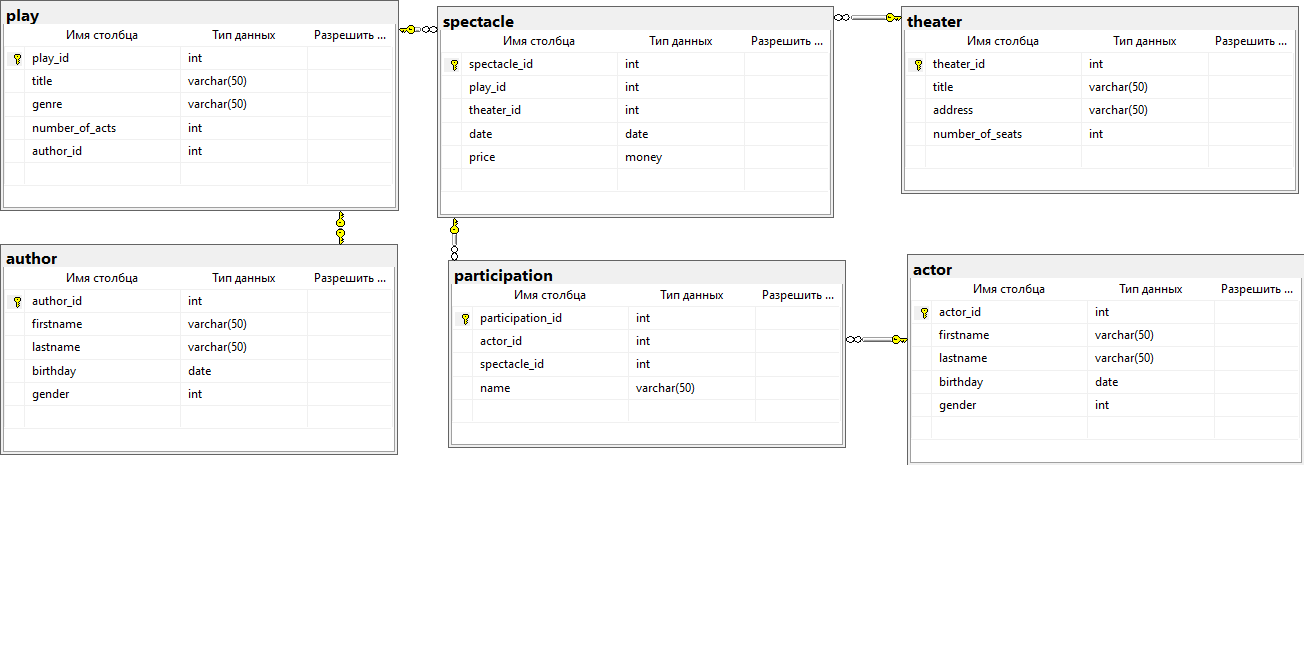 play
Имя столбца Тип данных Разрешить ...
play_id int
title varchar(50)
genre varchar(50)
number_of_acts int
author_id int
spectacle
Имя столбца Тип данных Разрешить ...
spectacle_id int
play_id int
theater_id int
date date
price money
theater
Имя столбца Тип данных Разрешить ...
theater_id int
title varchar(50)
address varchar(50)
number_of_seats int
author
Имя столбца Тип данных Разрешить ...
author_id int
firstname varchar(50)
lastname varchar(50)
birthday date
gender int
participation
Имя столбца Тип данных Разрешить ...
participation_id int
actor_id int
spectacle_id int
name varchar(50)
actor
Имя столбца Тип данных Разрешить ...
actor_id int
firstname varchar(50)
lastname varchar(50)
birthday date
gender int